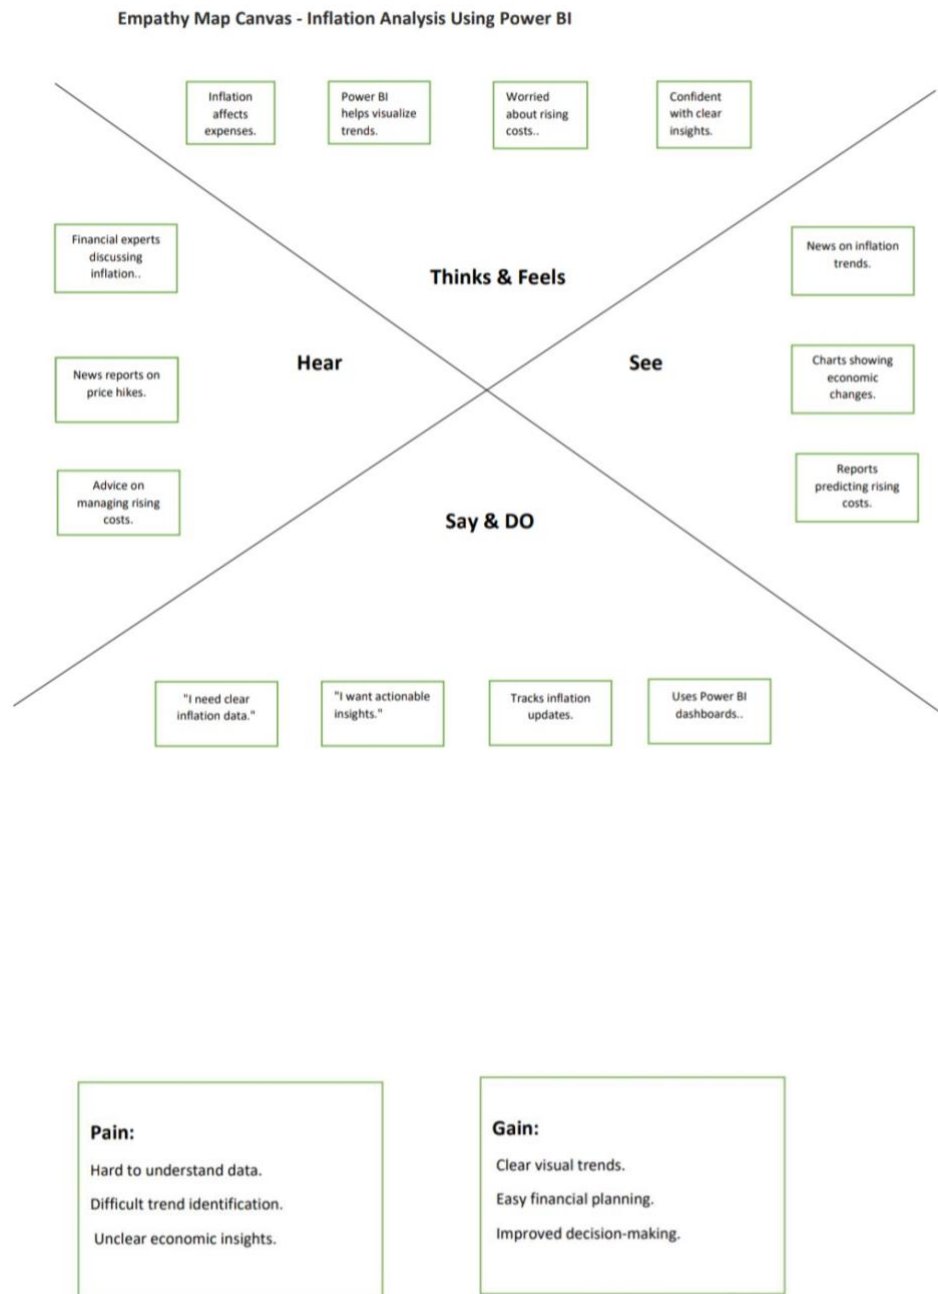 Empathy Map Canvas - Inflation Analysis Using Power BI
Inflation
affects
expenses.
Power BI
helps visualize
trends.
Worried
about rising
costs..
Confident
with clear
insights.
Financial experts
discussing
inflation..
News on inflation
trends.
Thinks & Feels
Hear
See
News reports on
price hikes.
Charts showing
economic
changes.
Advice on
managing rising
costs.
Reports
predicting rising
costs.
Say & DO
"I need clear
inflation data."
"I want actionable
insights."
Tracks inflation
updates.
Uses Power BI
dashboards..
Pain:
Hard to understand data.
Difficult trend identification.
Unclear economic insights.
Gain:
Clear visual trends.
Easy financial planning.
Improved decision-making.